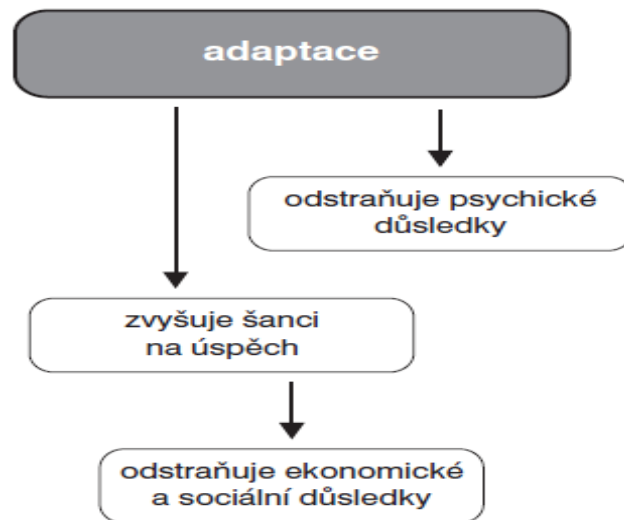 adaptace
odstraňuje psychické
důsledky
zvyšuje šanci
na úspěch
odstraňuje ekonomické
a sociální důsledky